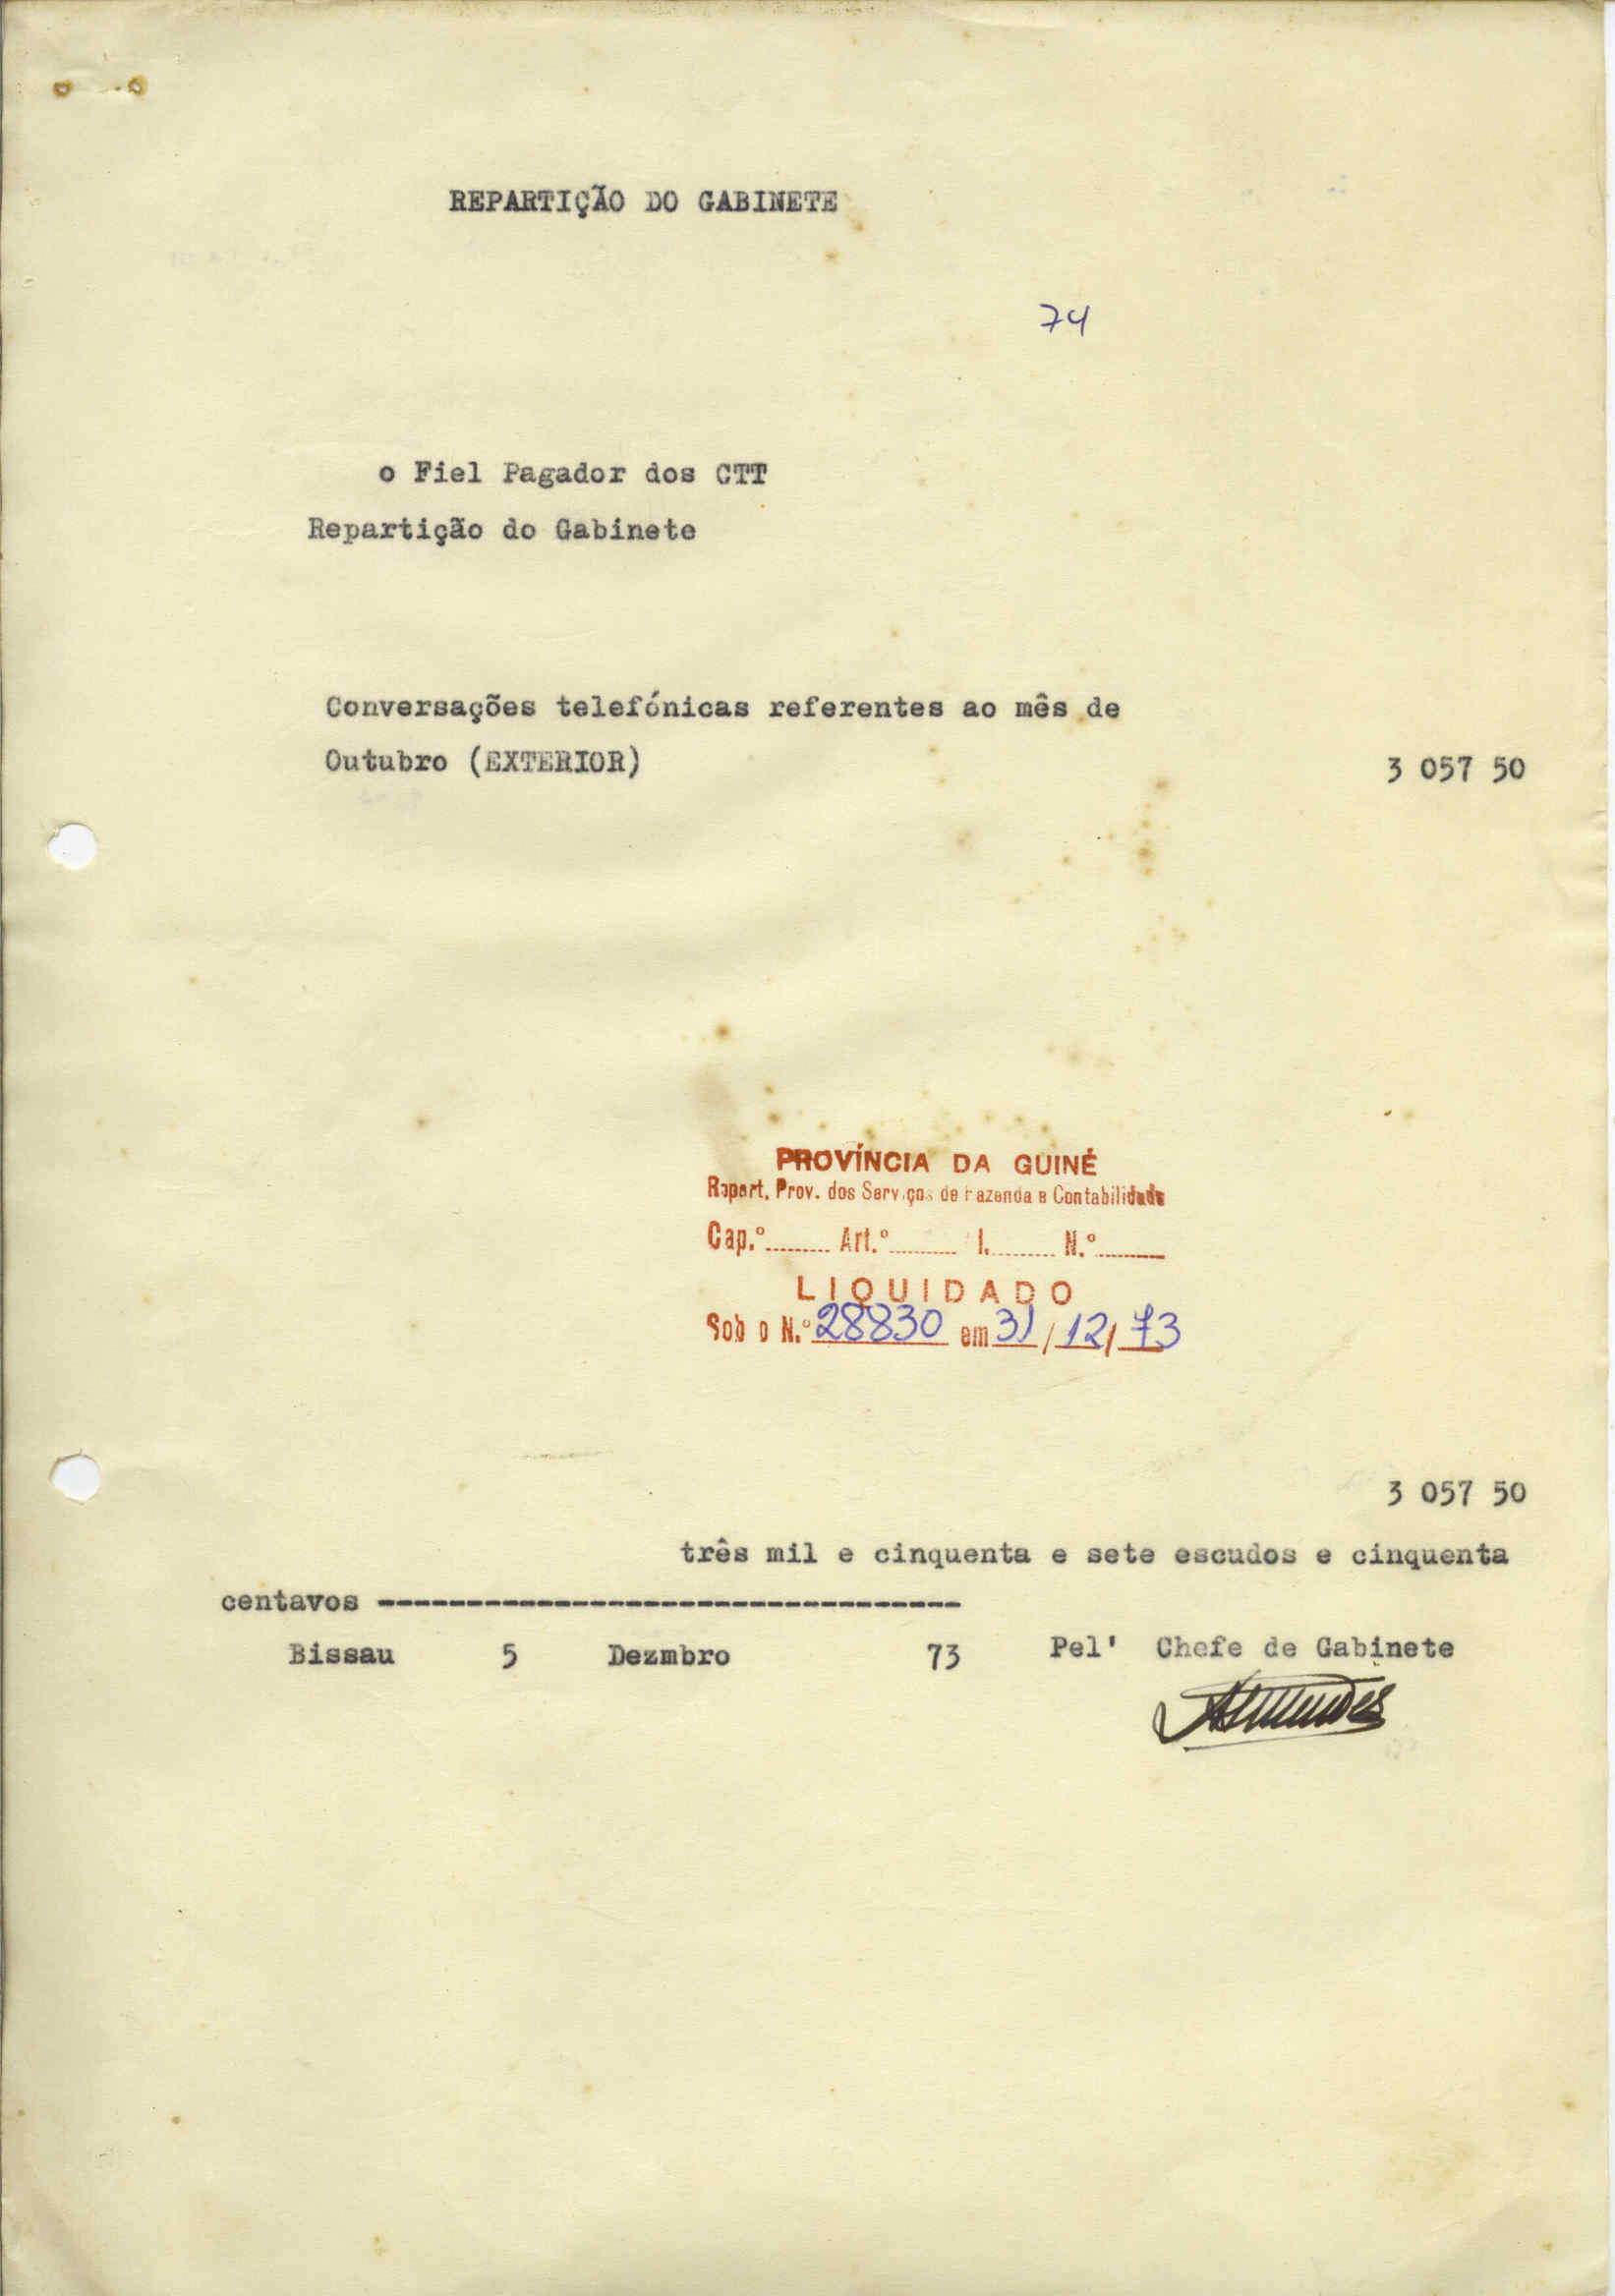 REPARTIÇÃO DO GABINETE
74
o Fiel Pagador dos CTT
Repartição do Gabinete
Conversações telefónicas referentes ao mês de
Outubro (EXTERIOR) 3 057 50
PROVÍNCIA DA GUINÉ
Repart. Prov. dos Serviços de Fazenda e Contabilidade
Cap.º......... Art.º......... I.......... N.º.........
LIQUIDADO
Sob o N.º 28830 em 31/12/73
3 057 50
três mil e cinquenta e sete escudos e cinquenta
centavos ---------------------------------
Bissau 5 Dezmbro 73 Pel' Chefe de Gabinete